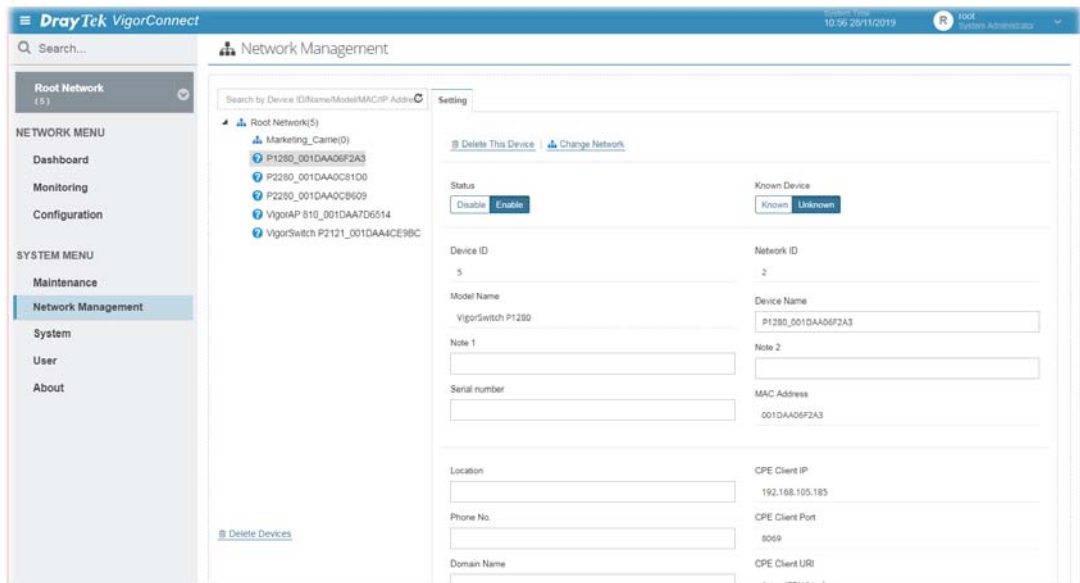 DrayTek VigorConnect
System Time
10:56 28/11/2019
R
root
System Administrator
Search...
Network Management
Root Network
(5)
Search by Device ID/Name/Model/MAC/IP Addre
Setting
Root Network(5)
Marketing_Carrie(0)
P1280_001DAA06F2A3
P2280_001DAA0C81D0
P2280_001DAA0CB609
VigorAP 810_001DAA7D6514
VigorSwitch P2121_001DAA4CE9BC
Delete Devices
NETWORK MENU
Dashboard
Monitoring
Configuration
SYSTEM MENU
Maintenance
Network Management
System
User
About
Delete This Device | Change Network
Status
Disable Enable
Known Device
Known Unknown
Device ID
5
Network ID
2
Model Name
VigorSwitch P1280
Device Name
P1280_001DAA06F2A3
Note 1
Note 2
Serial number
MAC Address
001DAA06F2A3
Location
CPE Client IP
192.168.105.185
Phone No.
CPE Client Port
8069
Domain Name
CPE Client URI